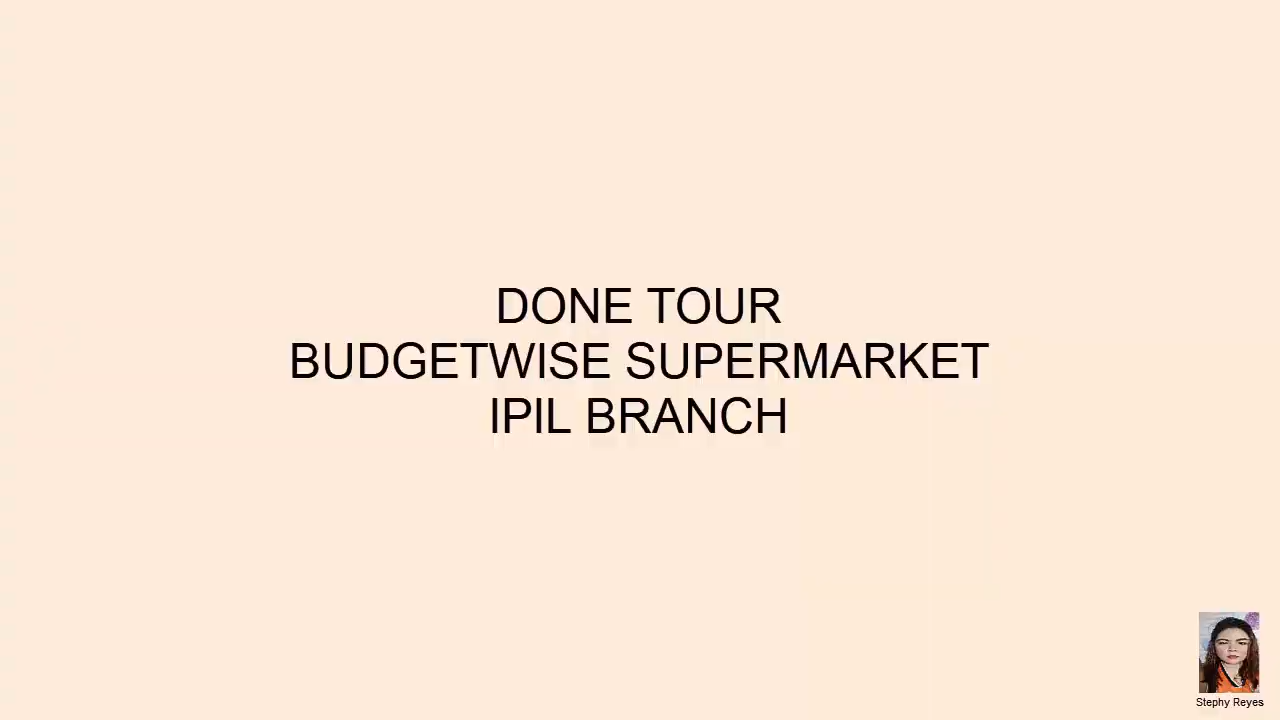 DONE TOUR
BUDGETWISE SUPERMARKET
IPIL BRANCH
Stephy Reyes